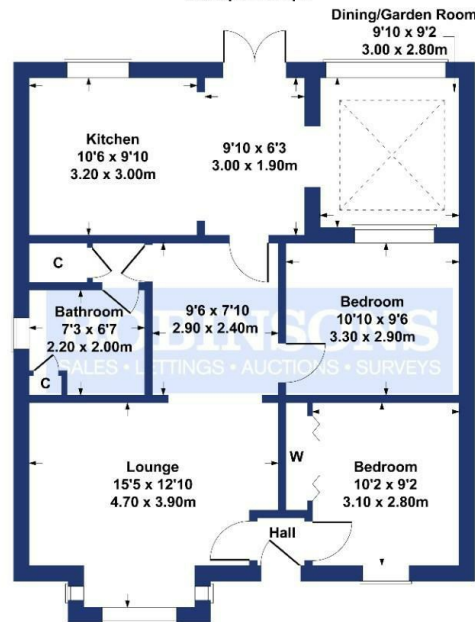 Dining/Garden Room
9'10 x 9'2
3.00 x 2.80m
Kitchen
10'6 x 9'10
3.20 x 3.00m
9'10 x 6'3
3.00 x 1.90m
C
Bathroom
7'3 x 6'7
2.20 x 2.00m
9'6 x 7'10
2.90 x 2.40m
Bedroom
10'10 x 9'6
3.30 x 2.90m
ROBINSONS
SALES • LETTINGS • AUCTIONS • SURVEYS
C
Lounge
15'5 x 12'10
4.70 x 3.90m
W
Bedroom
10'2 x 9'2
3.10 x 2.80m
Hall